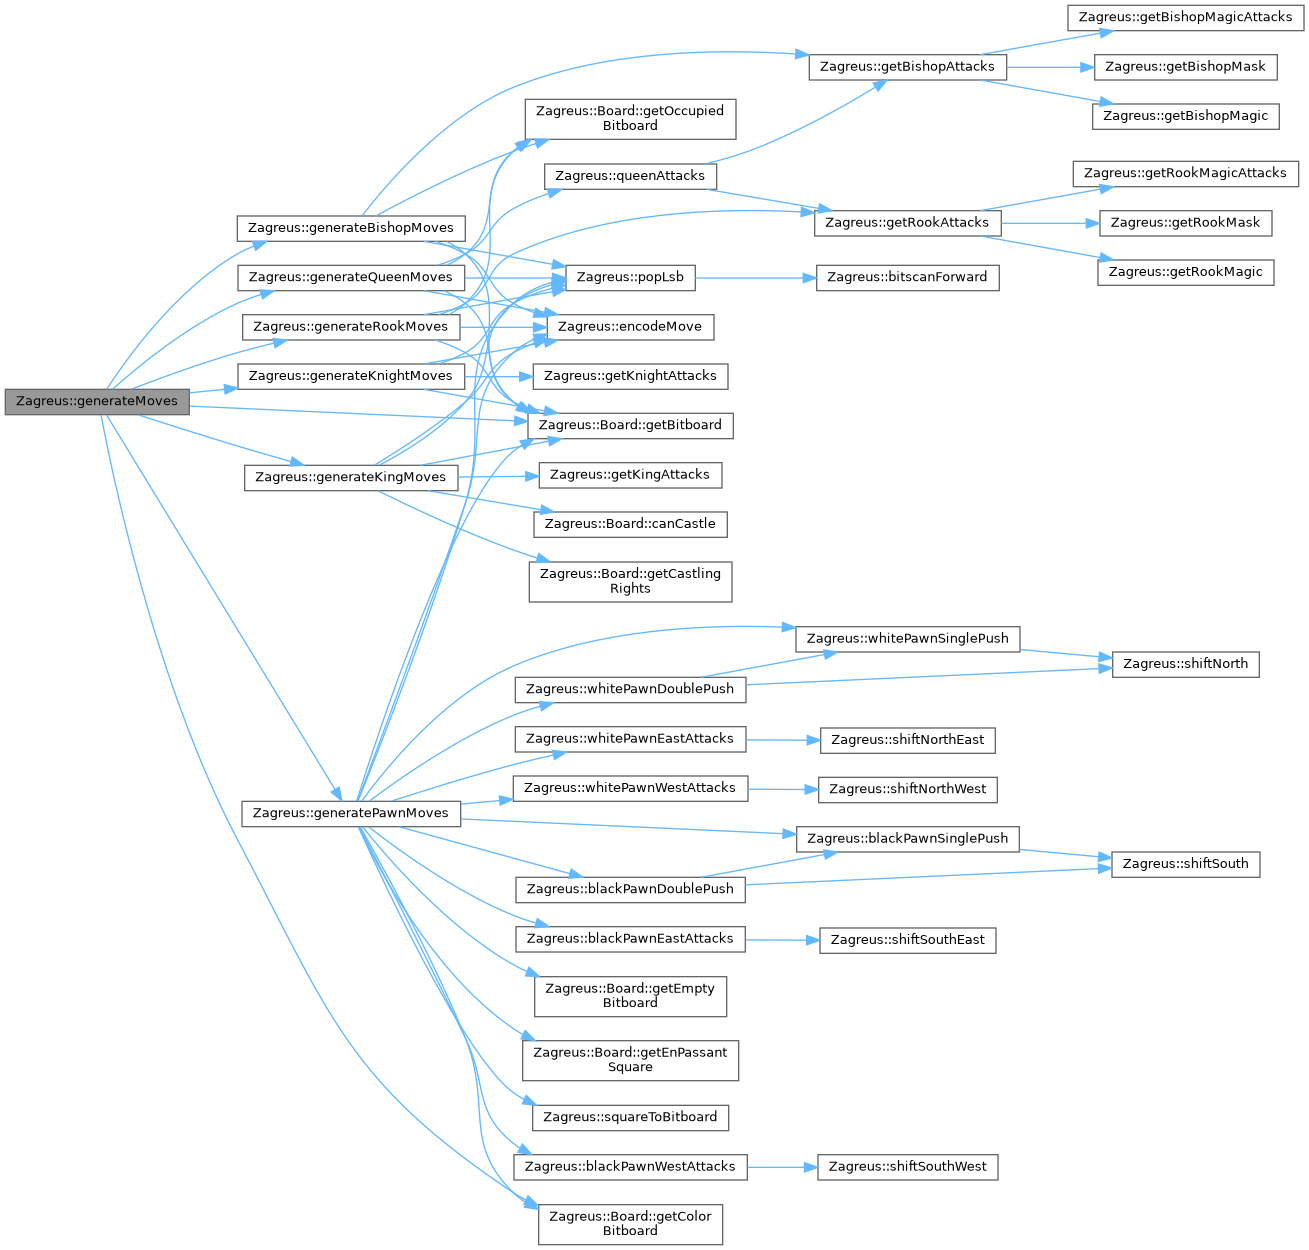 Zagreus::generateMoves
Zagreus::generateBishopMoves
Zagreus::generateQueenMoves
Zagreus::generateRookMoves
Zagreus::generateKnightMoves
Zagreus::generateKingMoves
Zagreus::generatePawnMoves
Zagreus::Board::getOccupied
Bitboard
Zagreus::queenAttacks
Zagreus::popLsb
Zagreus::encodeMove
Zagreus::getKnightAttacks
Zagreus::Board::getBitboard
Zagreus::getKingAttacks
Zagreus::Board::canCastle
Zagreus::Board::getCastling
Rights
Zagreus::whitePawnDoublePush
Zagreus::whitePawnEastAttacks
Zagreus::whitePawnWestAttacks
Zagreus::blackPawnDoublePush
Zagreus::blackPawnEastAttacks
Zagreus::Board::getEmpty
Bitboard
Zagreus::Board::getEnPassant
Square
Zagreus::squareToBitboard
Zagreus::blackPawnWestAttacks
Zagreus::Board::getColor
Bitboard
Zagreus::getBishopAttacks
Zagreus::getRookAttacks
Zagreus::bitscanForward
Zagreus::whitePawnSinglePush
Zagreus::shiftNorthEast
Zagreus::shiftNorthWest
Zagreus::blackPawnSinglePush
Zagreus::shiftSouthEast
Zagreus::shiftSouthWest
Zagreus::getBishopMagicAttacks
Zagreus::getBishopMask
Zagreus::getBishopMagic
Zagreus::getRookMagicAttacks
Zagreus::getRookMask
Zagreus::getRookMagic
Zagreus::shiftNorth
Zagreus::shiftSouth